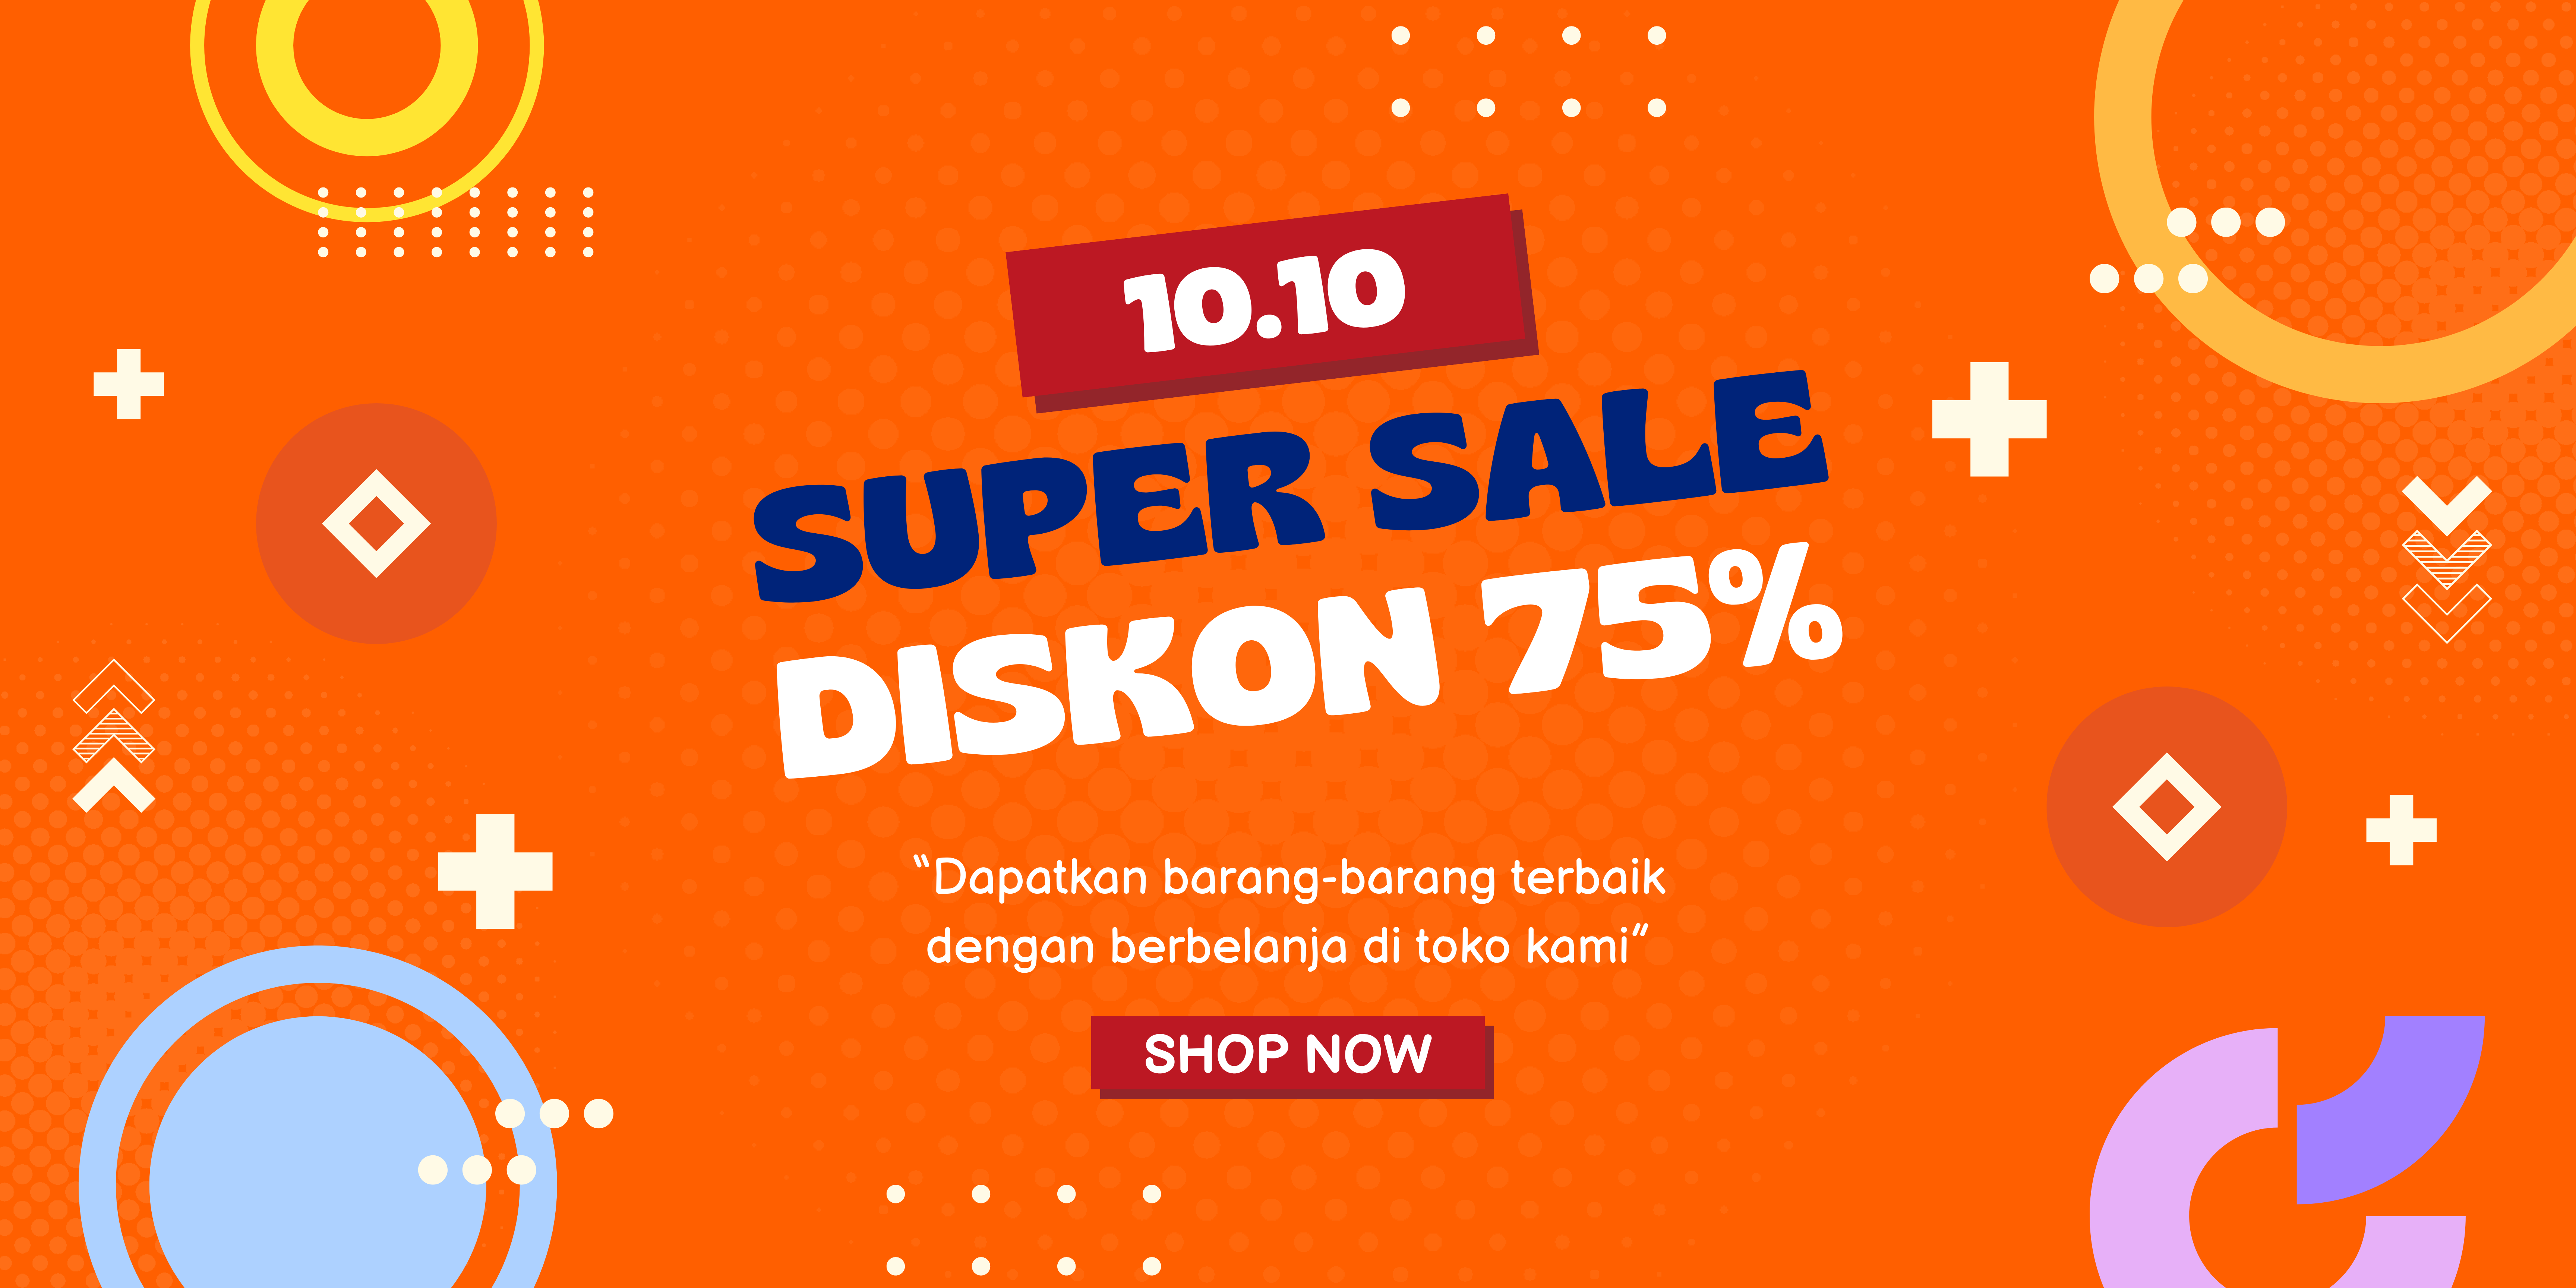 10.10
SUPER SALE
DISKON 75%
“Dapatkan barang-barang terbaik
dengan berbelanja di toko kami”
SHOP NOW